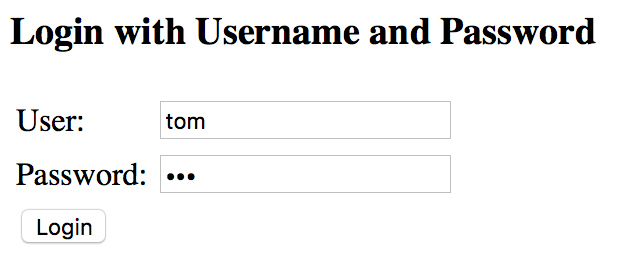 Login with Username and Password
User: tom
Password: •••
Login